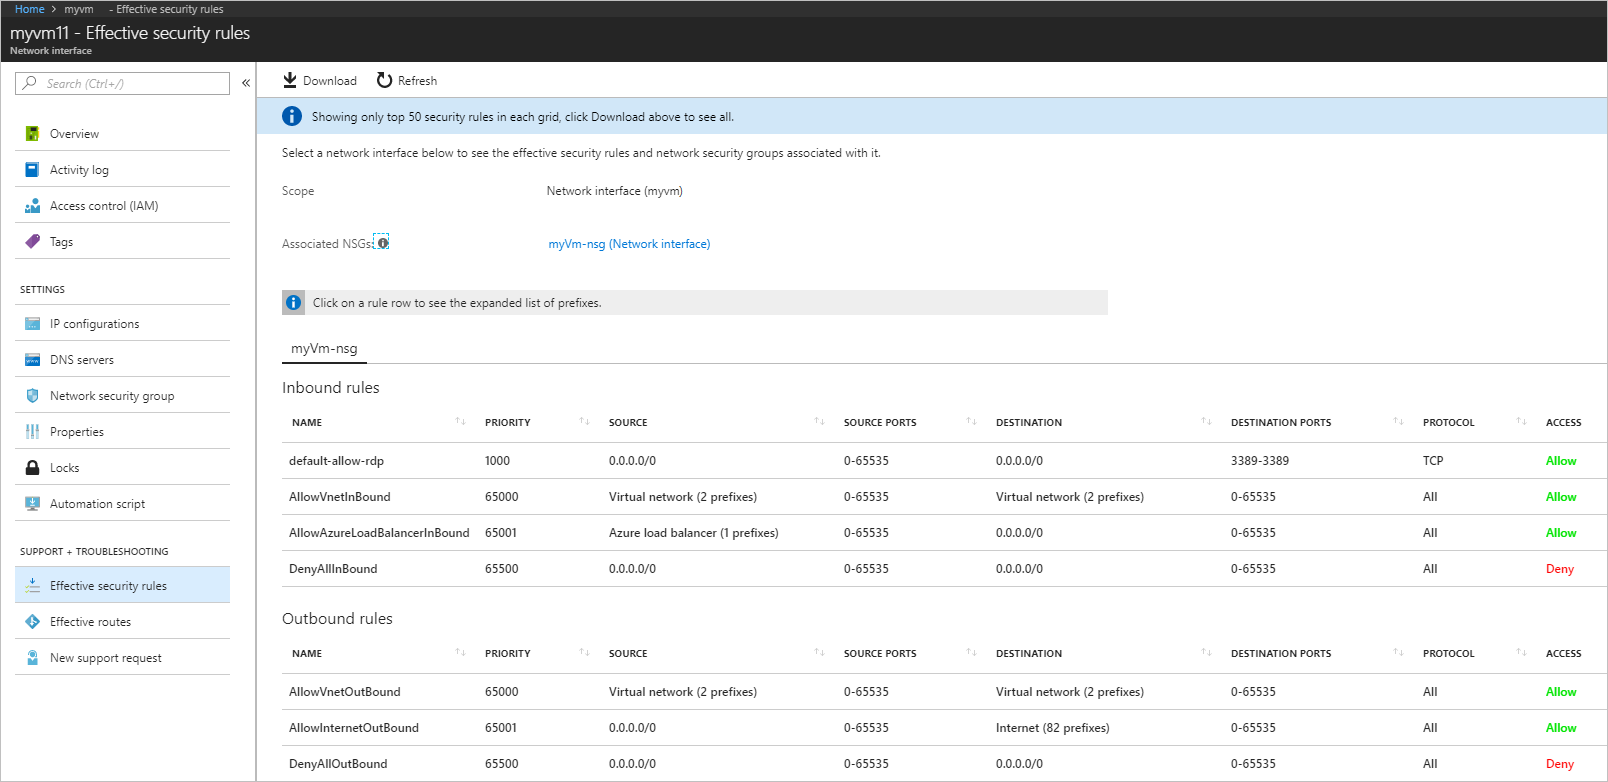 Home > myvm - Effective security rules
myvm11 - Effective security rules
Network interface
Search (Ctrl+/)
«
Overview
Activity log
Access control (IAM)
Tags
SETTINGS
IP configurations
DNS servers
Network security group
Properties
Locks
Automation script
SUPPORT + TROUBLESHOOTING
Effective security rules
Effective routes
New support request
Download Refresh
Showing only top 50 security rules in each grid, click Download above to see all.
Select a network interface below to see the effective security rules and network security groups associated with it.
Scope Network interface (myvm)
Associated NSGs: myVm-nsg (Network interface)
Click on a rule row to see the expanded list of prefixes.
myVm-nsg
Inbound rules
NAME PRIORITY SOURCE SOURCE PORTS DESTINATION DESTINATION PORTS PROTOCOL ACCESS
default-allow-rdp 1000 0.0.0.0/0 0-65535 0.0.0.0/0 3389-3389 TCP Allow
AllowVnetInBound 65000 Virtual network (2 prefixes) 0-65535 Virtual network (2 prefixes) 0-65535 All Allow
AllowAzureLoadBalancerInBound 65001 Azure load balancer (1 prefixes) 0-65535 0.0.0.0/0 0-65535 All Allow
DenyAllInBound 65500 0.0.0.0/0 0-65535 0.0.0.0/0 0-65535 All Deny
Outbound rules
NAME PRIORITY SOURCE SOURCE PORTS DESTINATION DESTINATION PORTS PROTOCOL ACCESS
AllowVnetOutBound 65000 Virtual network (2 prefixes) 0-65535 Virtual network (2 prefixes) 0-65535 All Allow
AllowInternetOutBound 65001 0.0.0.0/0 0-65535 Internet (82 prefixes) 0-65535 All Allow
DenyAllOutBound 65500 0.0.0.0/0 0-65535 0.0.0.0/0 0-65535 All Deny